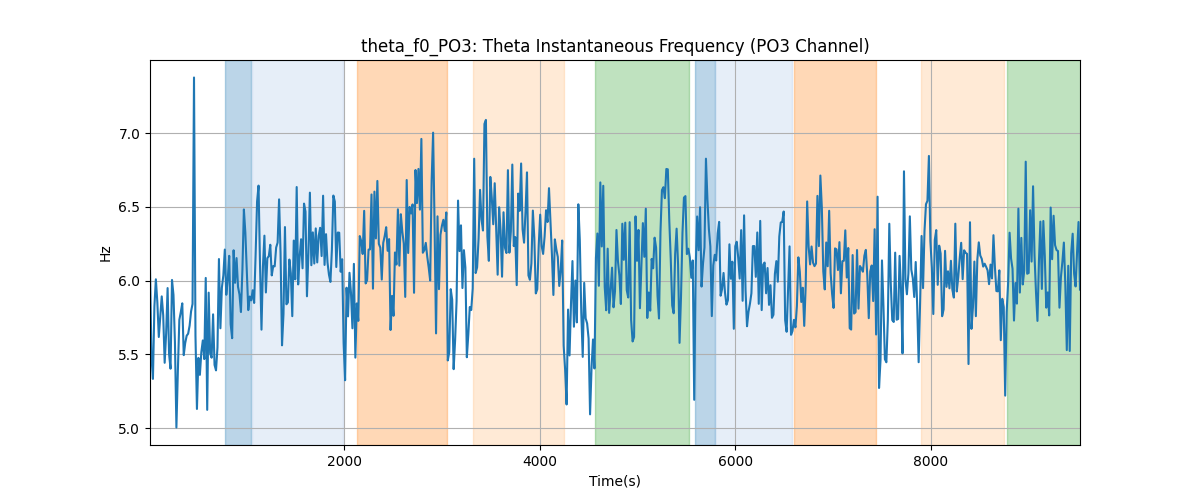 theta_f0_PO3: Theta Instantaneous Frequency (PO3 Channel)
Hz
7.0
6.5
6.0
5.5
5.0
2000 4000 6000 8000
Time(s)